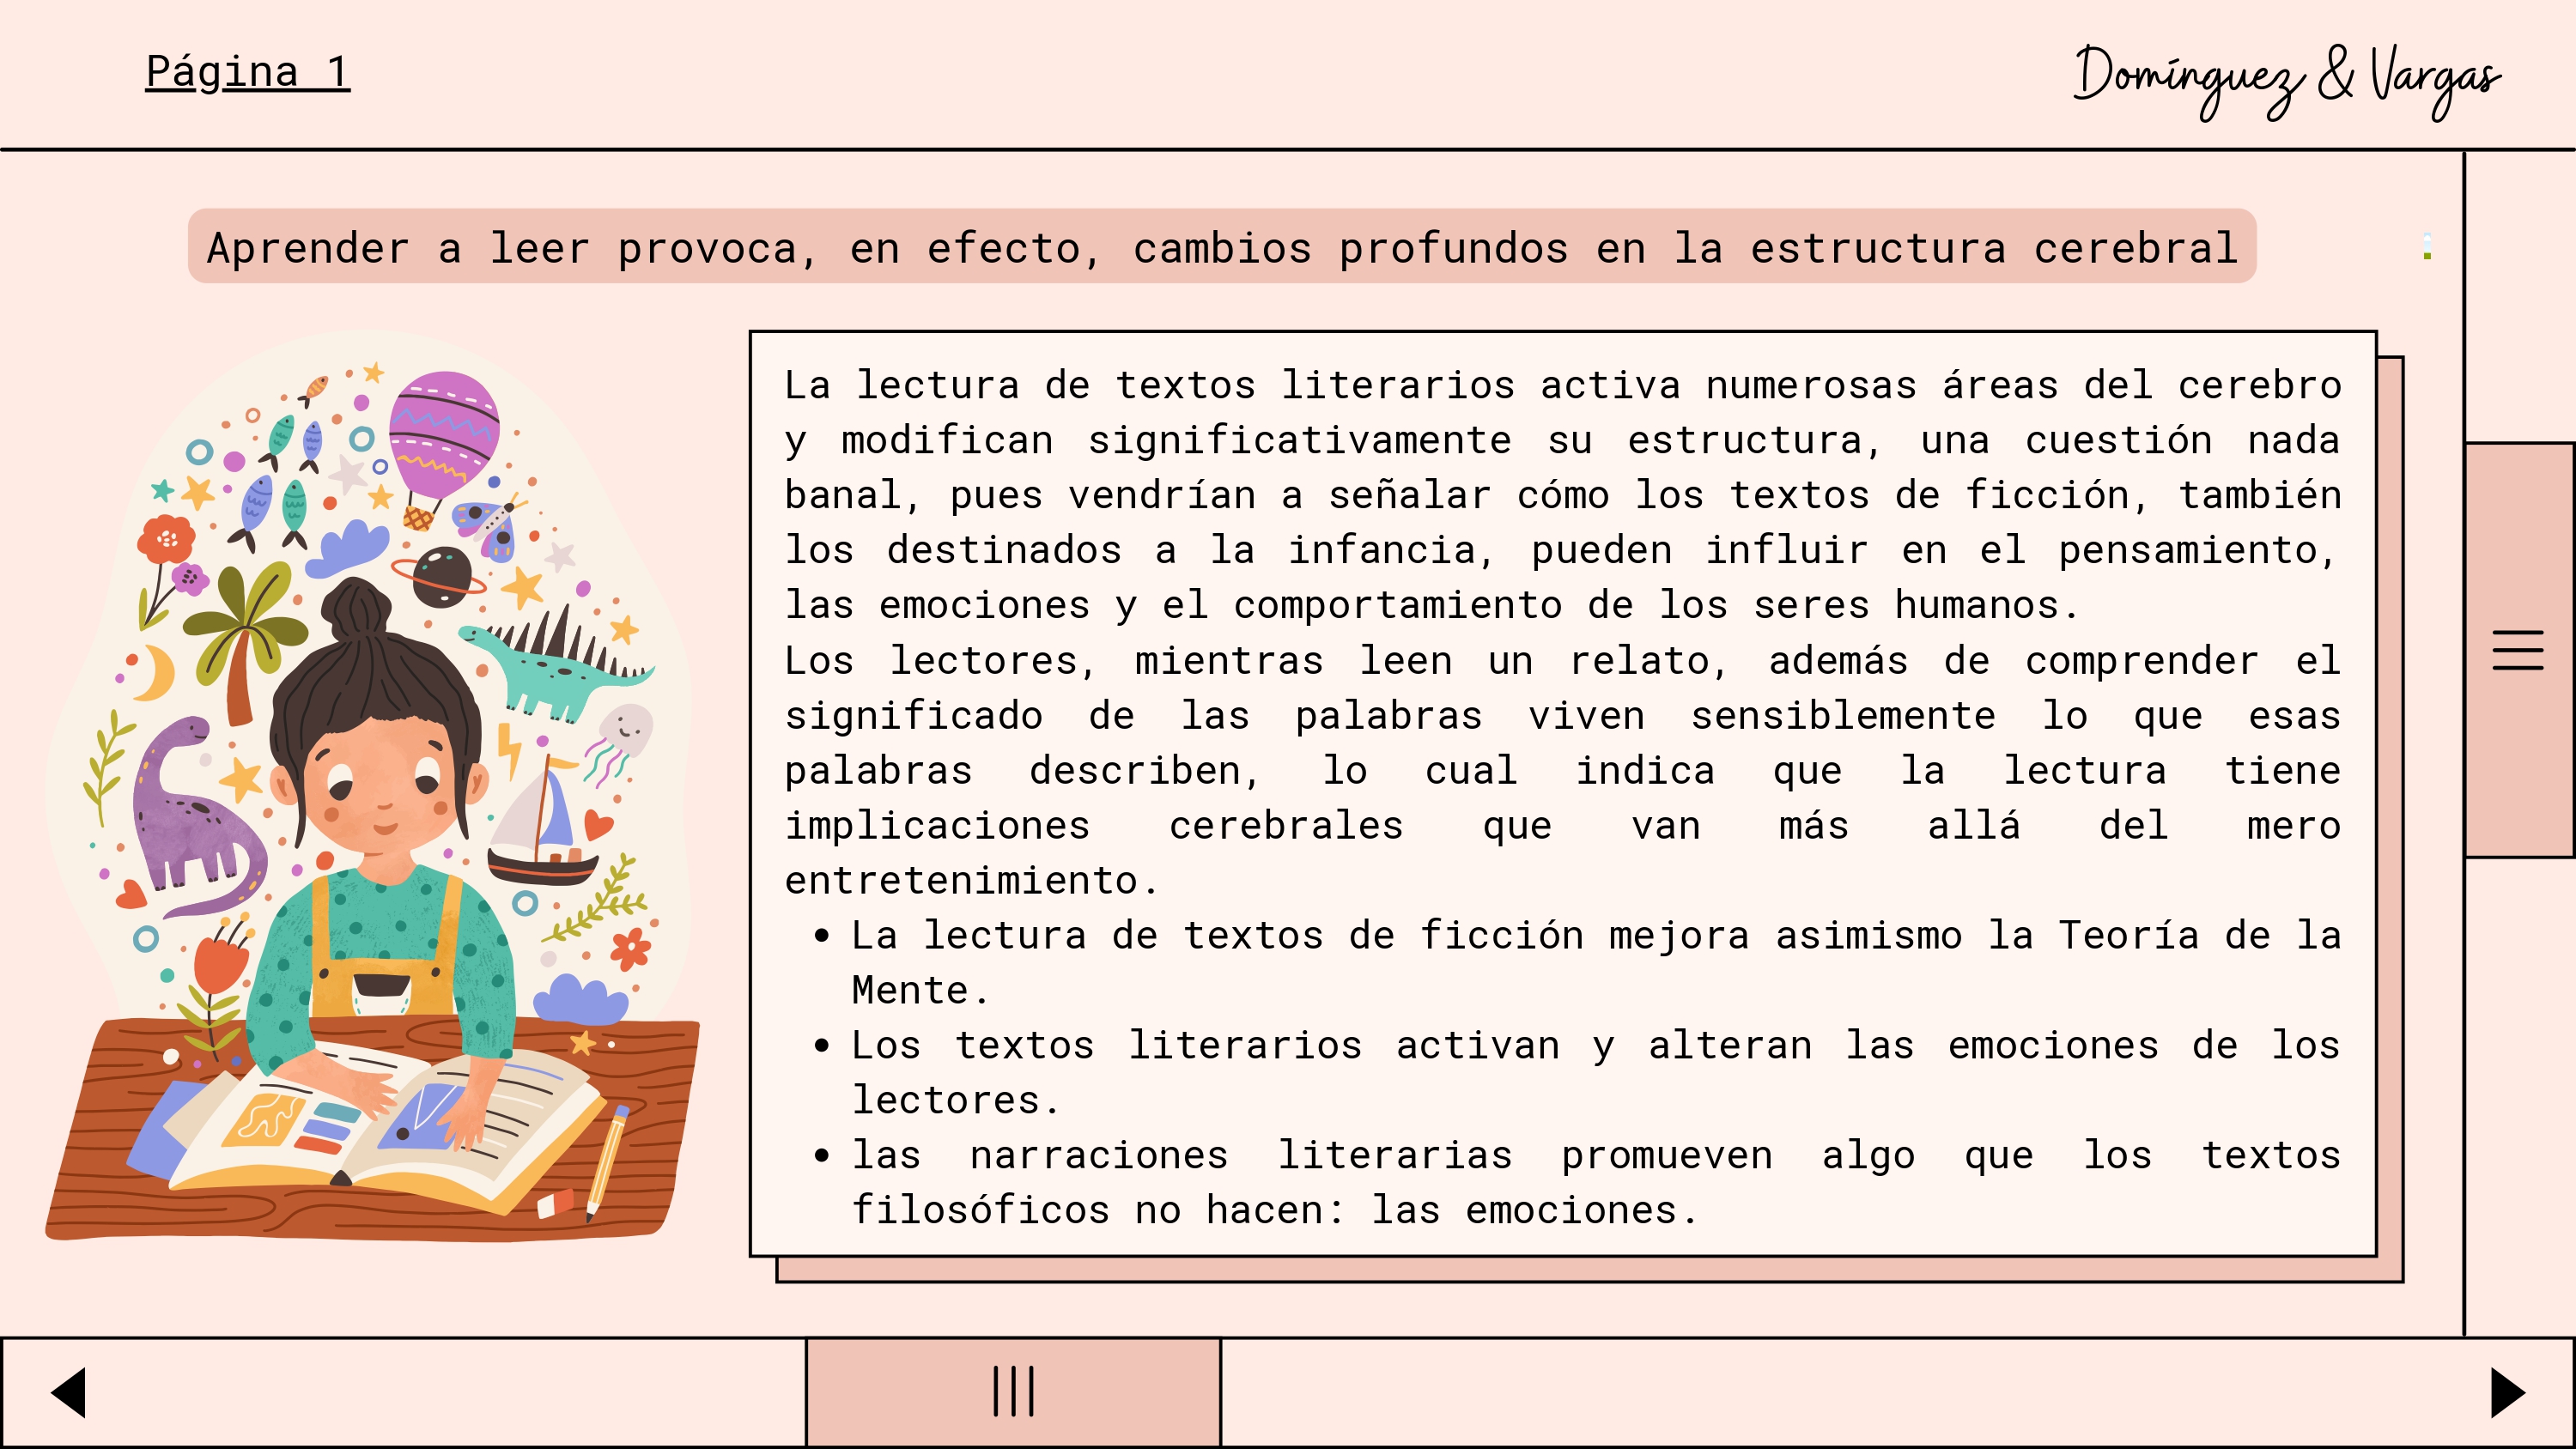 Página 1
Domínguez & Vargas
Aprender a leer provoca, en efecto, cambios profundos en la estructura cerebral
La lectura de textos literarios activa numerosas áreas del cerebro
y modifican significativamente su estructura, una cuestión nada
banal, pues vendrían a señalar cómo los textos de ficción, también
los destinados a la infancia, pueden influir en el pensamiento,
las emociones y el comportamiento de los seres humanos.
Los lectores, mientras leen un relato, además de comprender el
significado de las palabras viven sensiblemente lo que esas
palabras describen, lo cual indica que la lectura tiene
implicaciones cerebrales que van más allá del mero
entretenimiento.
• La lectura de textos de ficción mejora asimismo la Teoría de la
Mente.
• Los textos literarios activan y alteran las emociones de los
lectores.
• las narraciones literarias promueven algo que los textos
filosóficos no hacen: las emociones.